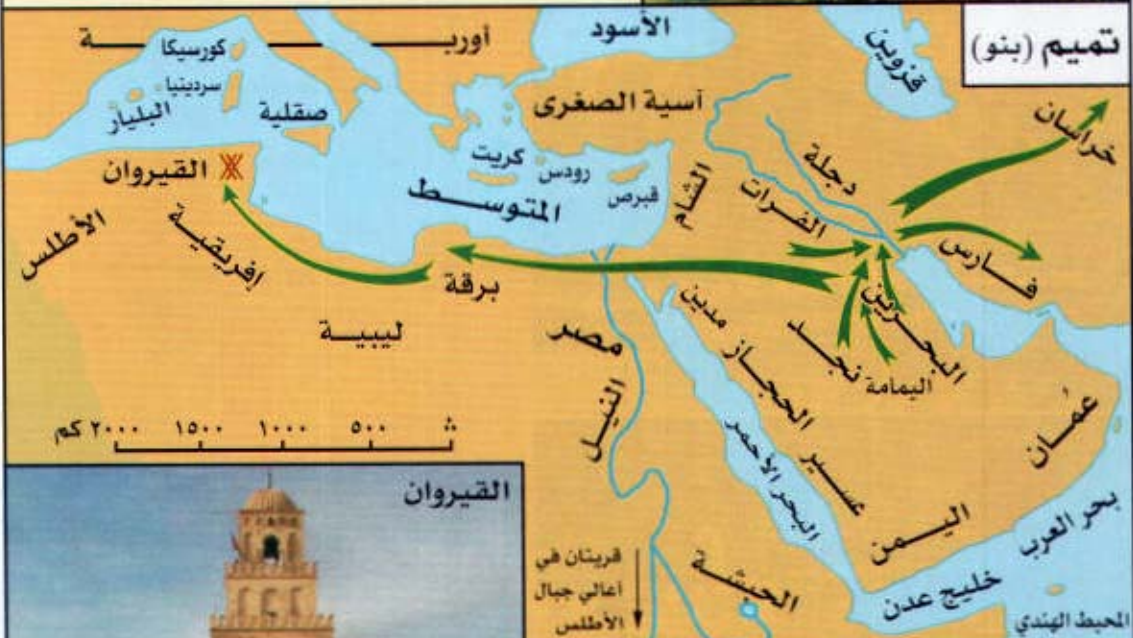 تميم (بنو)
الأسود
قزوين
أوربـــة
كورسيكا
سردينيا
البليار
صقلية
آسية الصغرى
خراسان
دجلة
الفرات
الشام
كريت
رودس
قبرص
المتوسط
القيروان
الأطلس
إفريقية
فارس
برقة
ليبية
مصر
النيل
مدين
الحجاز
نجد
البحرين
اليمامة
عُمان
عسير
البحر الأحمر
اليمن
بحر العرب
خليج عدن
المحيط الهندي
الحبشة
٥٠٠ ١٠٠٠ ١٥٠٠ ٢٠٠٠ كم
القيروان
قريتان في
أعالي جبال
الأطلس